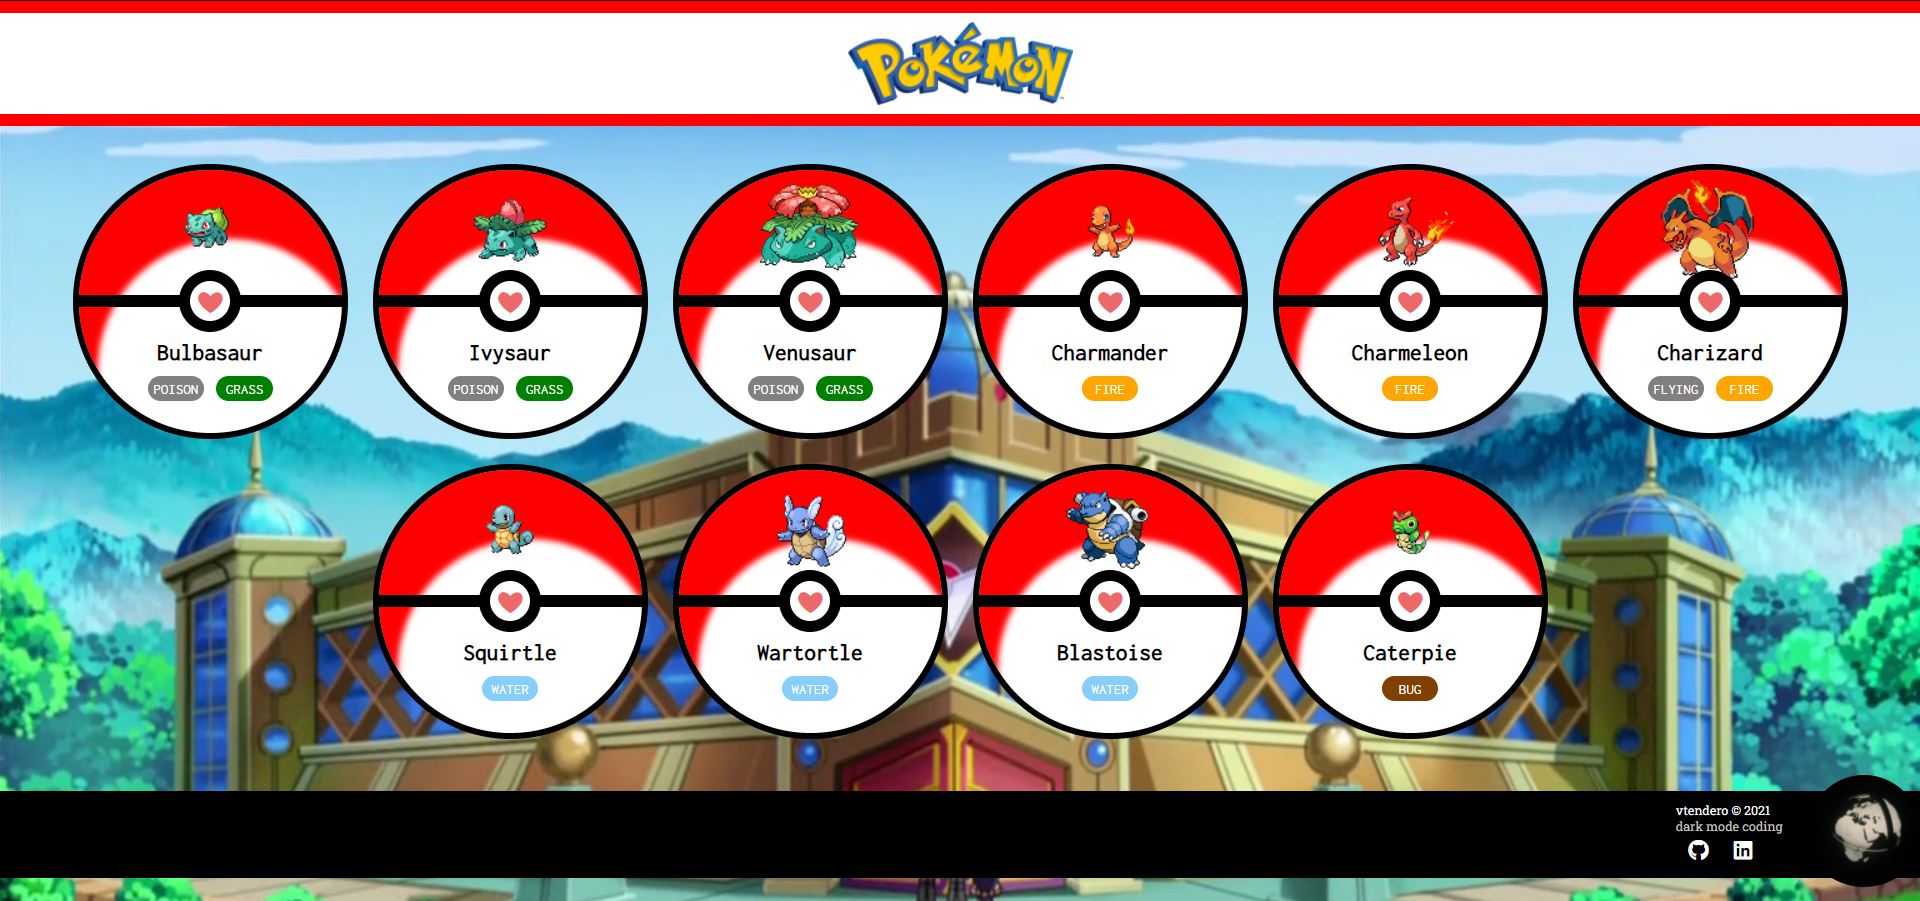 POKéMON
Bulbasaur
POISON GRASS
Ivysaur
POISON GRASS
Venusaur
POISON GRASS
Charmander
FIRE
Charmeleon
FIRE
Charizard
FLYING FIRE
Squirtle
WATER
Wartortle
WATER
Blastoise
WATER
Caterpie
BUG
vtendero © 2021
dark mode coding
in